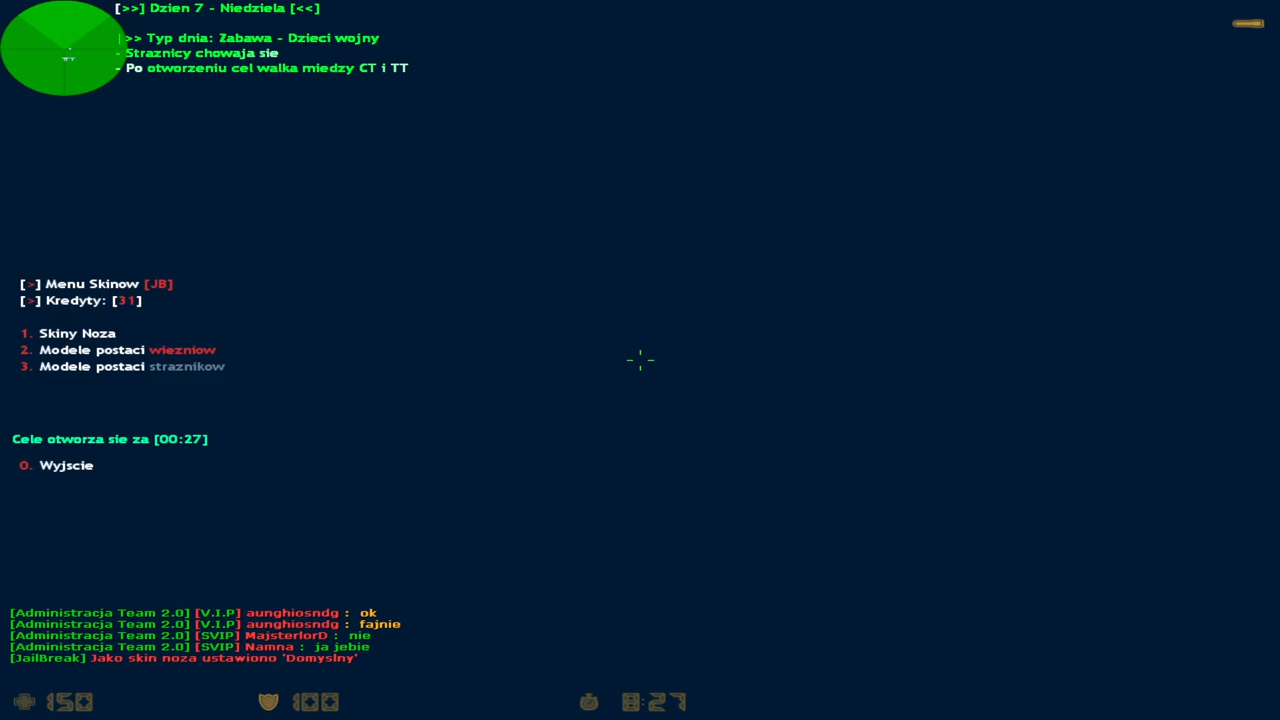 [>>] Dzien 7 - Niedziela [<<]
|>> Typ dnia: Zabawa - Dzieci wojny
- Straznicy chowaja sie
- Po otworzeniu cel walka miedzy CT i TT
[>] Menu Skinow [JB]
[>] Kredyty: [31]
1. Skiny Noza
2. Modele postaci wiezniow
3. Modele postaci straznikow
Cele otworza sie za [00:27]
0. Wyjscie
[Administracja Team 2.0] [V.I.P] aunghiosndg : ok
[Administracja Team 2.0] [V.I.P] aunghiosndg : fajnie
[Administracja Team 2.0] [SVIP] MajsterlorD : nie
[Administracja Team 2.0] [SVIP] Namna : ja jebie
[JailBreak] Jako skin noza ustawiono 'Domyslny'
150 100 8:27